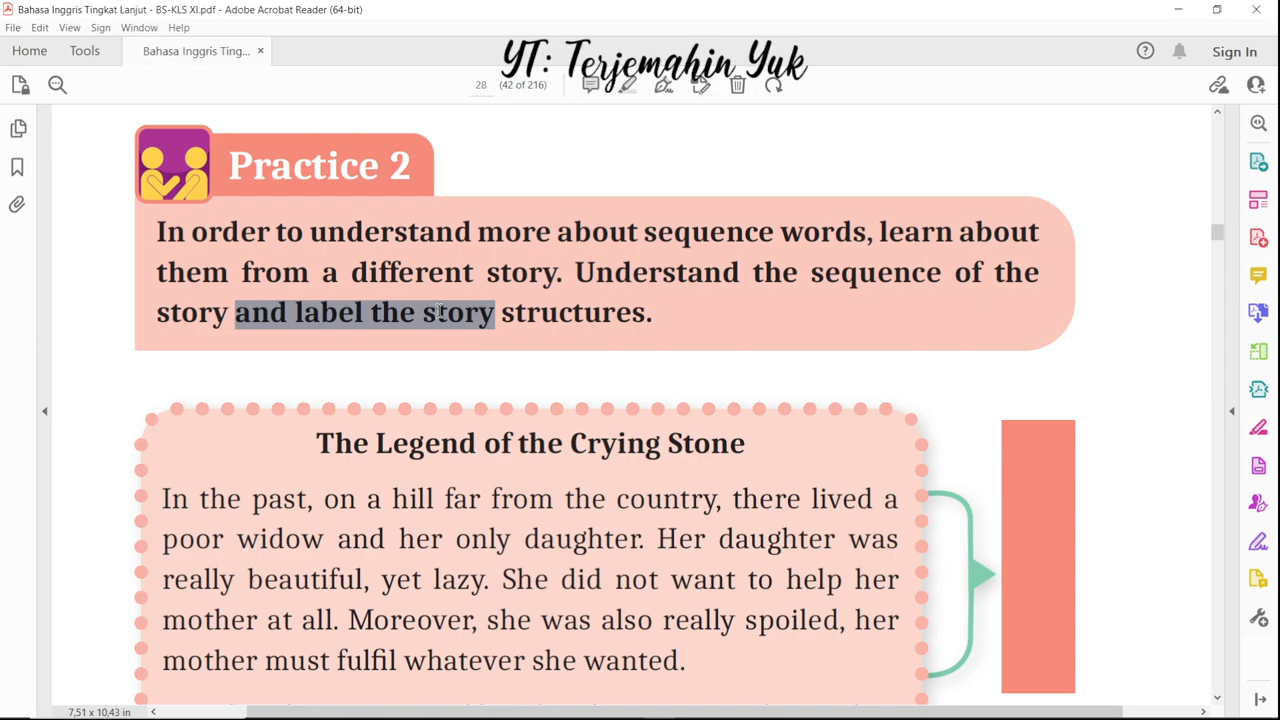 Bahasa Inggris Tingkat Lanjut - BS-KLS XI.pdf - Adobe Acrobat Reader (64-bit)
File Edit View Sign Window Help
Home Tools Bahasa Inggris Ting... × Sign In
YT: Terjemahin Yuk
28 (42 of 216)
Practice 2
In order to understand more about sequence words, learn about
them from a different story. Understand the sequence of the
story and label the story structures.
The Legend of the Crying Stone
In the past, on a hill far from the country, there lived a
poor widow and her only daughter. Her daughter was
really beautiful, yet lazy. She did not want to help her
mother at all. Moreover, she was also really spoiled, her
mother must fulfil whatever she wanted.
7,51 x 10,43 in